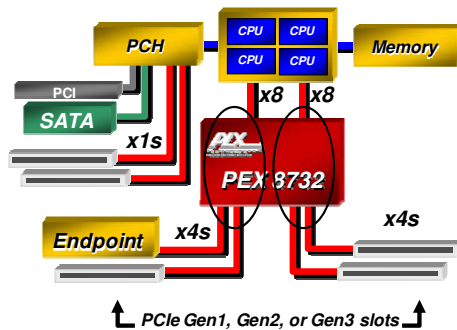 PCH
CPU CPU
CPU CPU
Memory
PCI
SATA
x8 x8
x1s
PLX
PEX 8732
x4s
Endpoint x4s
PCIe Gen1, Gen2, or Gen3 slots